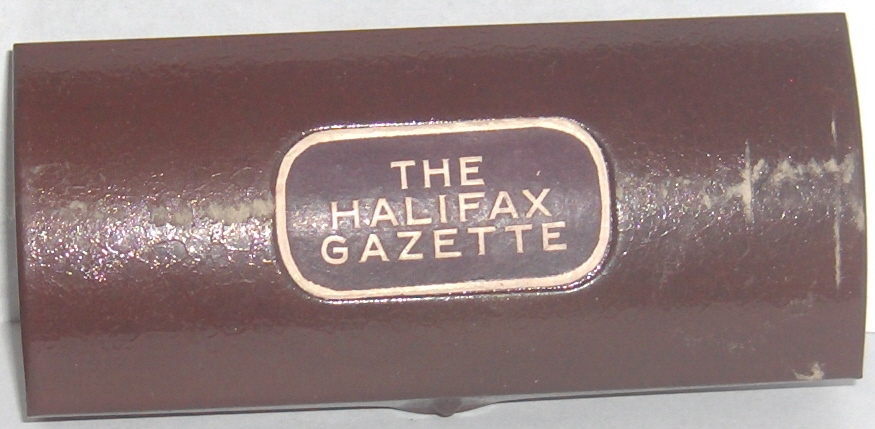 THE
HALIFAX
GAZETTE